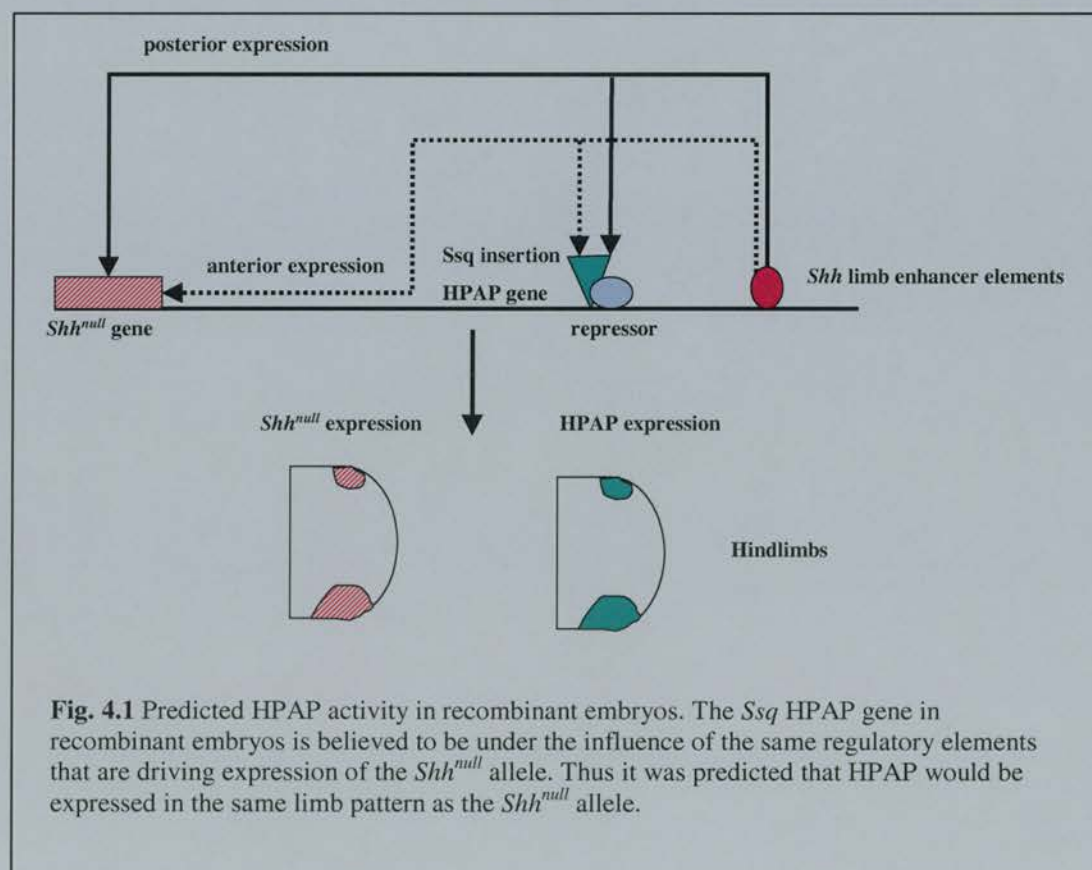 posterior expression
Ssq insertion
anterior expression
HPAP gene
Shh limb enhancer elements
Shh^null gene
repressor
Shh^null expression
HPAP expression
Hindlimbs
Fig. 4.1 Predicted HPAP activity in recombinant embryos. The Ssq HPAP gene in
recombinant embryos is believed to be under the influence of the same regulatory elements
that are driving expression of the Shh^null allele. Thus it was predicted that HPAP would be
expressed in the same limb pattern as the Shh^null allele.